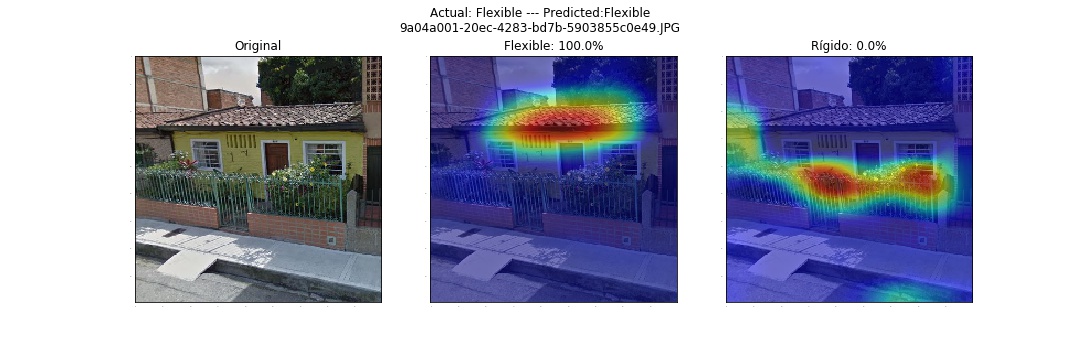 Actual: Flexible --- Predicted:Flexible
9a04a001-20ec-4283-bd7b-5903855c0e49.JPG
Original
Flexible: 100.0%
Rígido: 0.0%